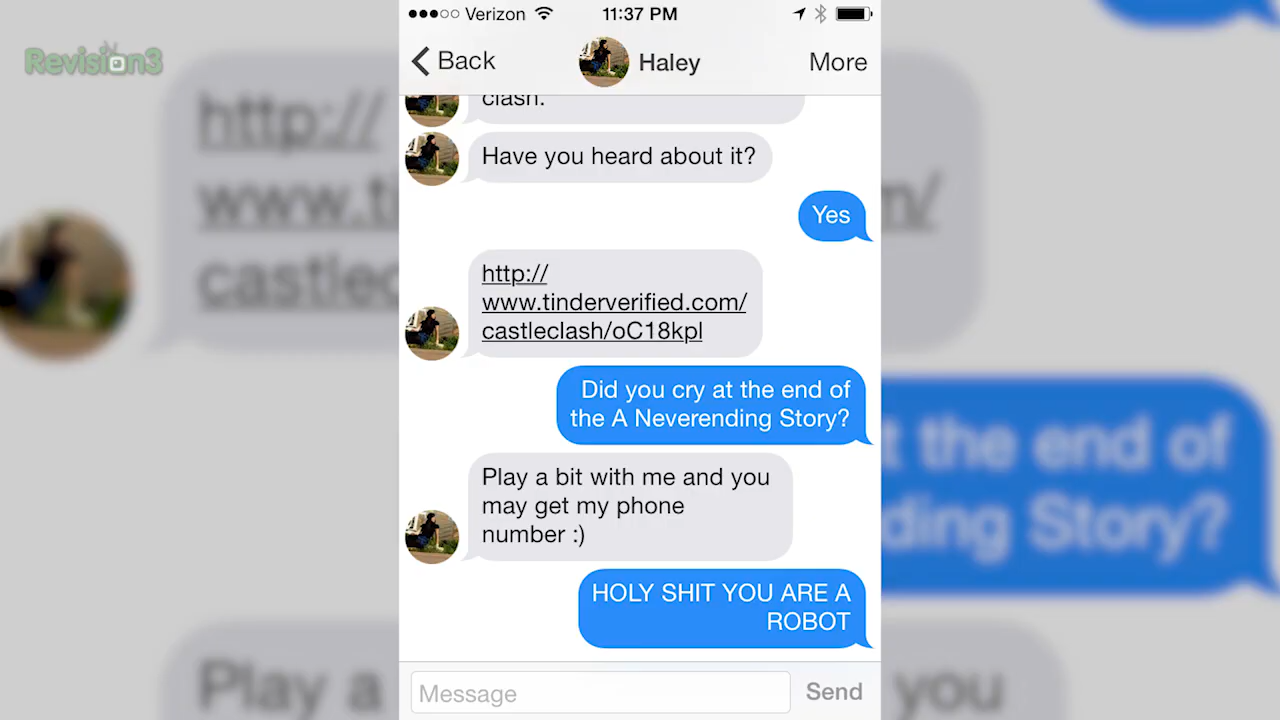 Revision3
Verizon
11:37 PM
Back
Haley
More
clash.
Have you heard about it?
Yes
http://
www.tinderverified.com/
castleclash/oC18kpl
Did you cry at the end of
the A Neverending Story?
Play a bit with me and you
may get my phone
number :)
HOLY SHIT YOU ARE A
ROBOT
Message
Send